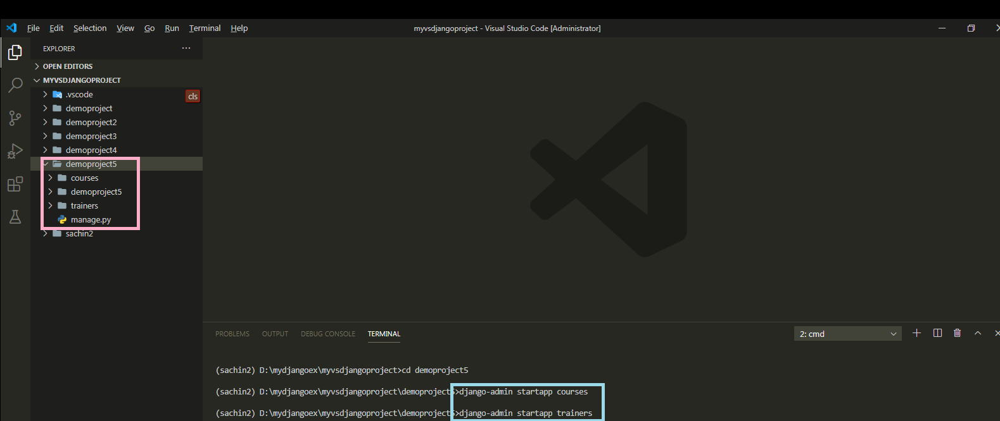 File Edit Selection View Go Run Terminal Help myvsdjangoproject - Visual Studio Code [Administrator]
EXPLORER
OPEN EDITORS
MYVSDJANGOPROJECT
.vscode
cls
demoproject
demoproject2
demoproject3
demoproject4
demoproject5
courses
demoproject5
trainers
manage.py
sachin2
PROBLEMS OUTPUT DEBUG CONSOLE TERMINAL 2: cmd
(sachin2) D:\mydjangoex\myvsdjangoproject>cd demoproject5
(sachin2) D:\mydjangoex\myvsdjangoproject\demoproject5>django-admin startapp courses
(sachin2) D:\mydjangoex\myvsdjangoproject\demoproject5>django-admin startapp trainers